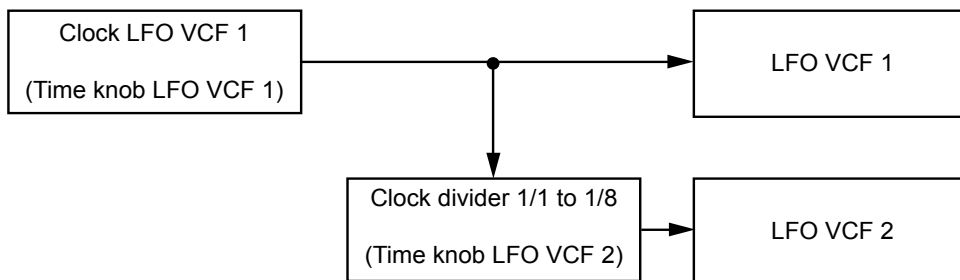 Clock LFO VCF 1
(Time knob LFO VCF 1)
LFO VCF 1
Clock divider 1/1 to 1/8
(Time knob LFO VCF 2)
LFO VCF 2